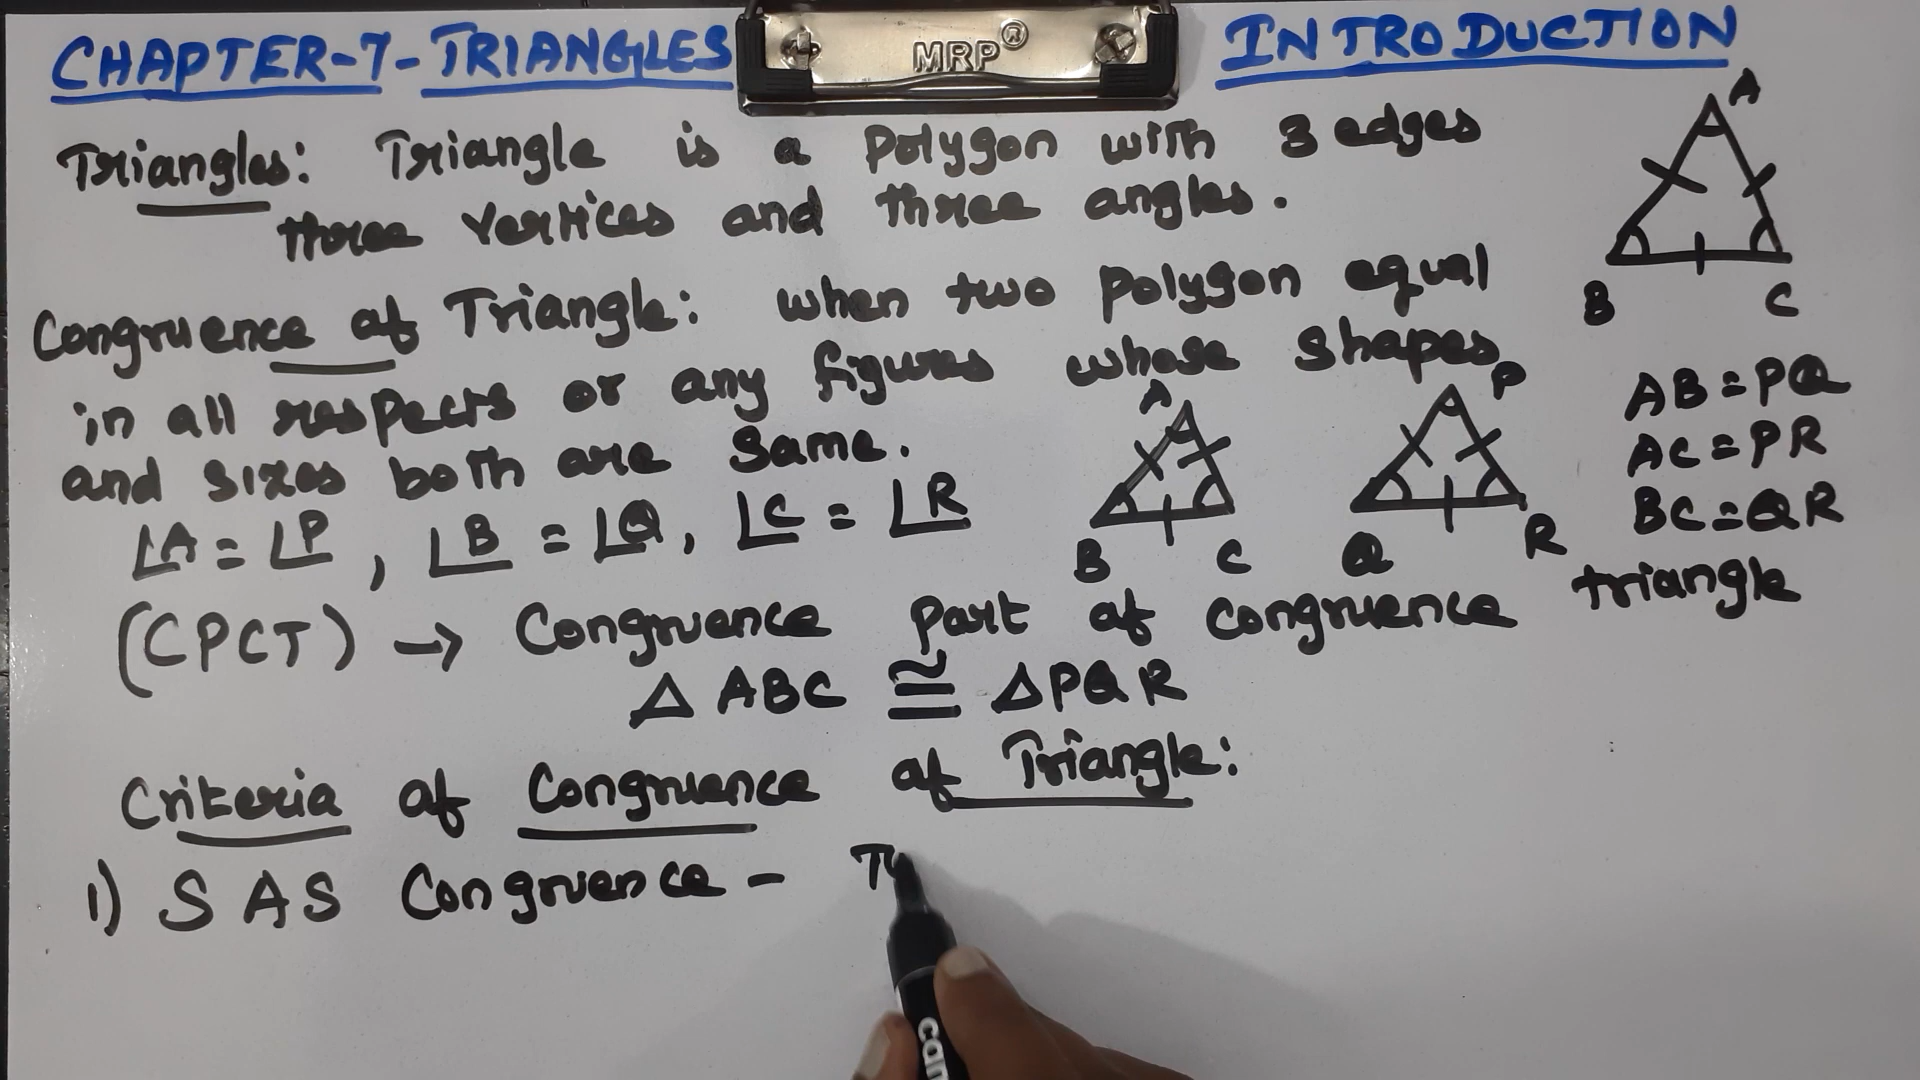 CHAPTER-7-TRIANGLES
MRP®
INTRODUCTION
Triangles: Triangle is a polygon with 3 edges
three vertices and three angles.
A
B C
Congruence of Triangle: when two polygon equal
in all respects or any figures whose shapes
and sizes both are same.
A
B C
P
Q R
AB=PQ
AC=PR
BC=QR
∠A=∠P, ∠B=∠Q, ∠C=∠R
(CPCT) → Congruence part of congruence triangle
Δ ABC ≅ ΔPQR
Criteria of Congruence of Triangle:
1) SAS Congruence -
cam